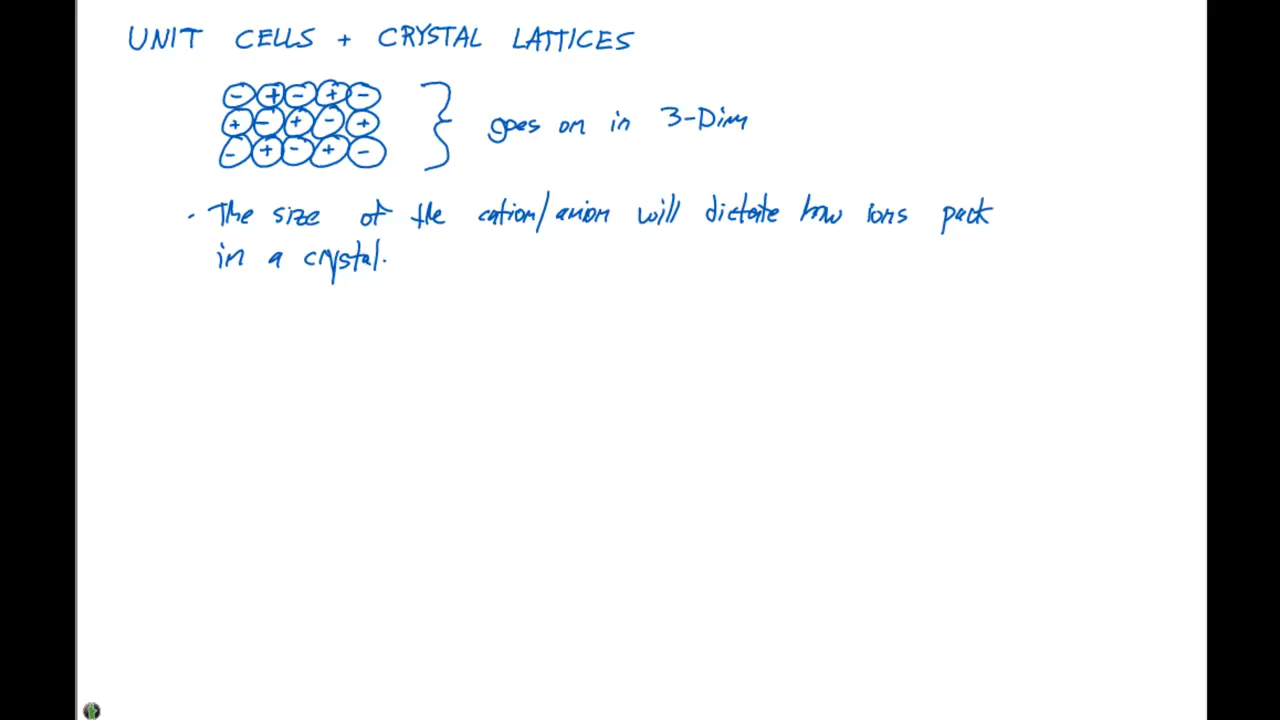 UNIT CELLS + CRYSTAL LATTICES
- + - + -
+ - + - +
- + - + -
goes on in 3-Dim
• The size of the cation/anion will dictate how ions pack
in a crystal.